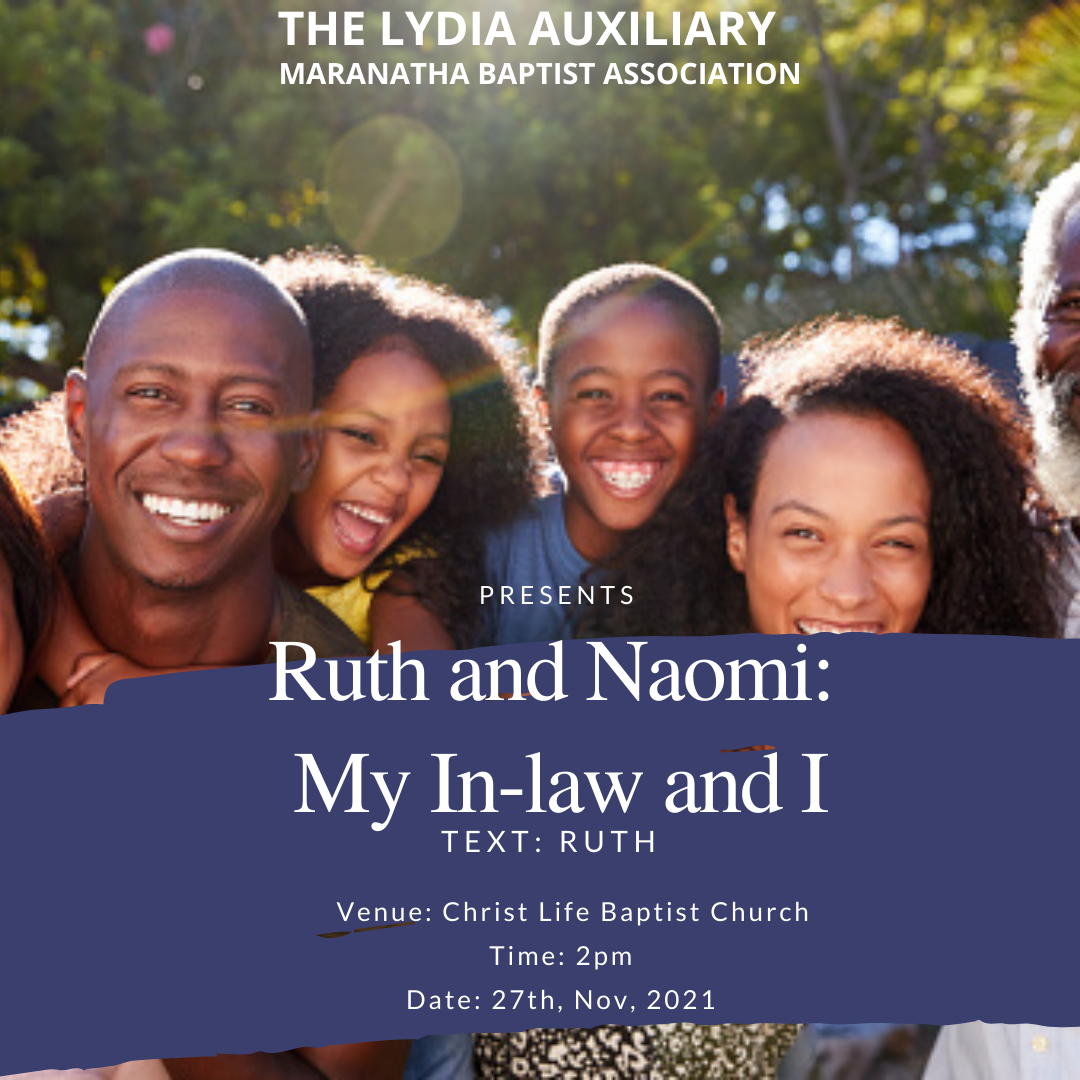 THE LYDIA AUXILIARY
MARANATHA BAPTIST ASSOCIATION
PRESENTS
Ruth and Naomi:
My In-law and I
TEXT: RUTH
Venue: Christ Life Baptist Church
Time: 2pm
Date: 27th, Nov, 2021